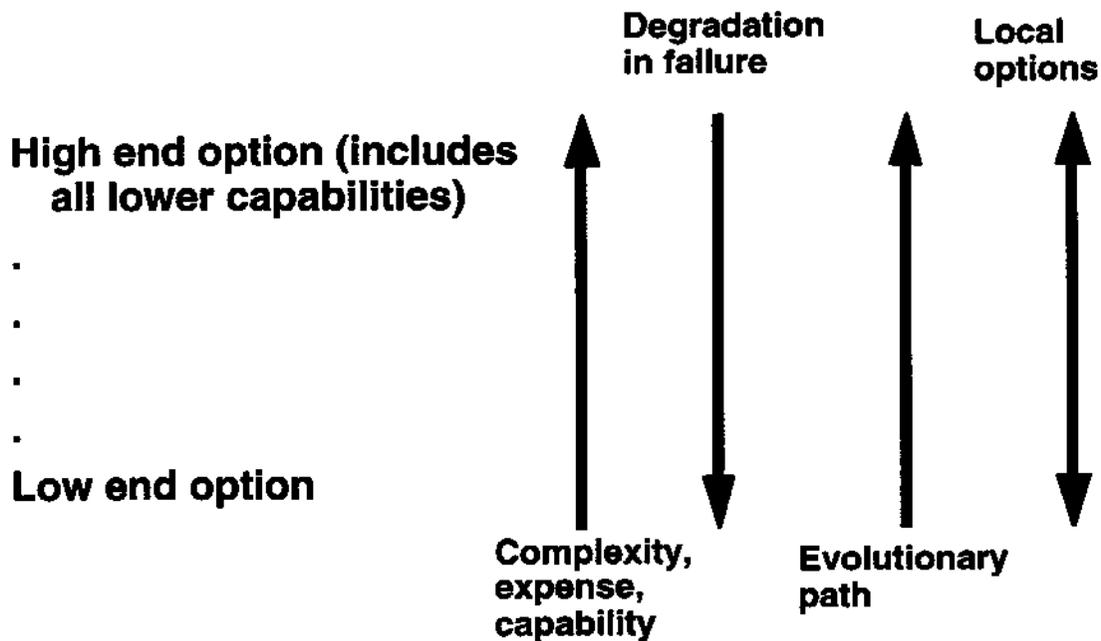 Degradation
in failure
Local
options
High end option (includes
all lower capabilities)
.
.
.
.
Low end option
Complexity,
expense,
capability
Evolutionary
path